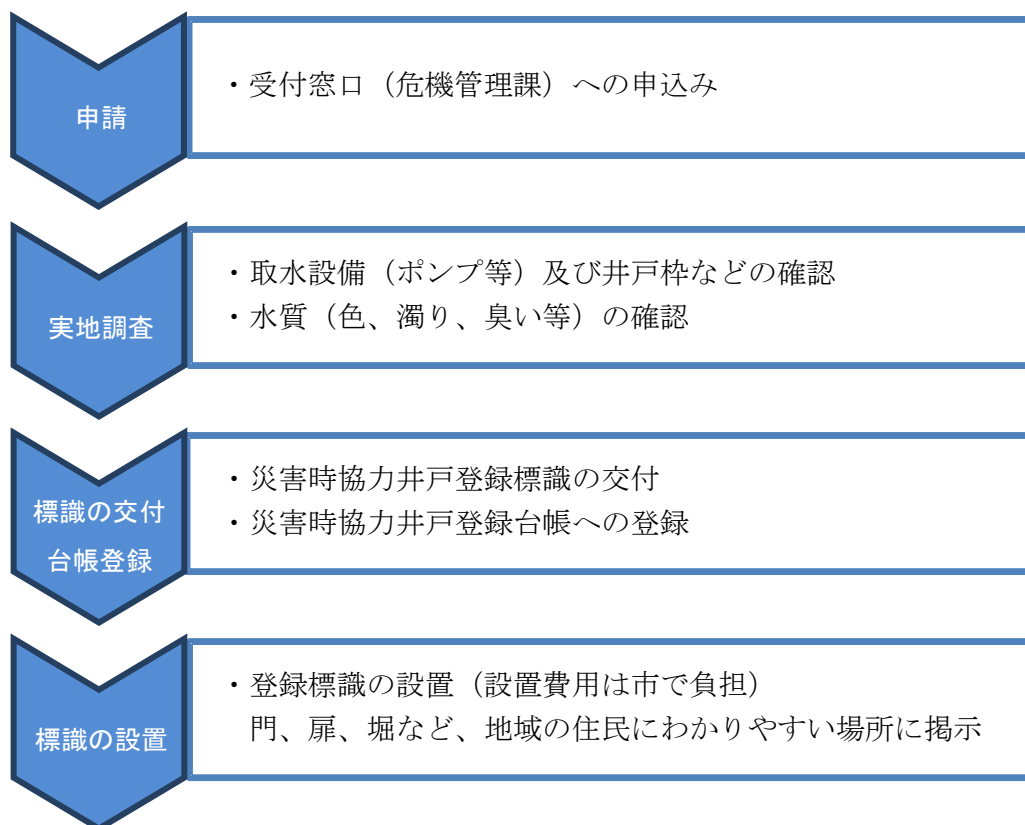 申請
・受付窓口（危機管理課）への申込み
実地調査
・取水設備（ポンプ等）及び井戸枠などの確認
・水質（色、濁り、臭い等）の確認
標識の交付
台帳登録
・災害時協力井戸登録標識の交付
・災害時協力井戸登録台帳への登録
標識の設置
・登録標識の設置（設置費用は市で負担）
門、扉、堀など、地域の住民にわかりやすい場所に掲示